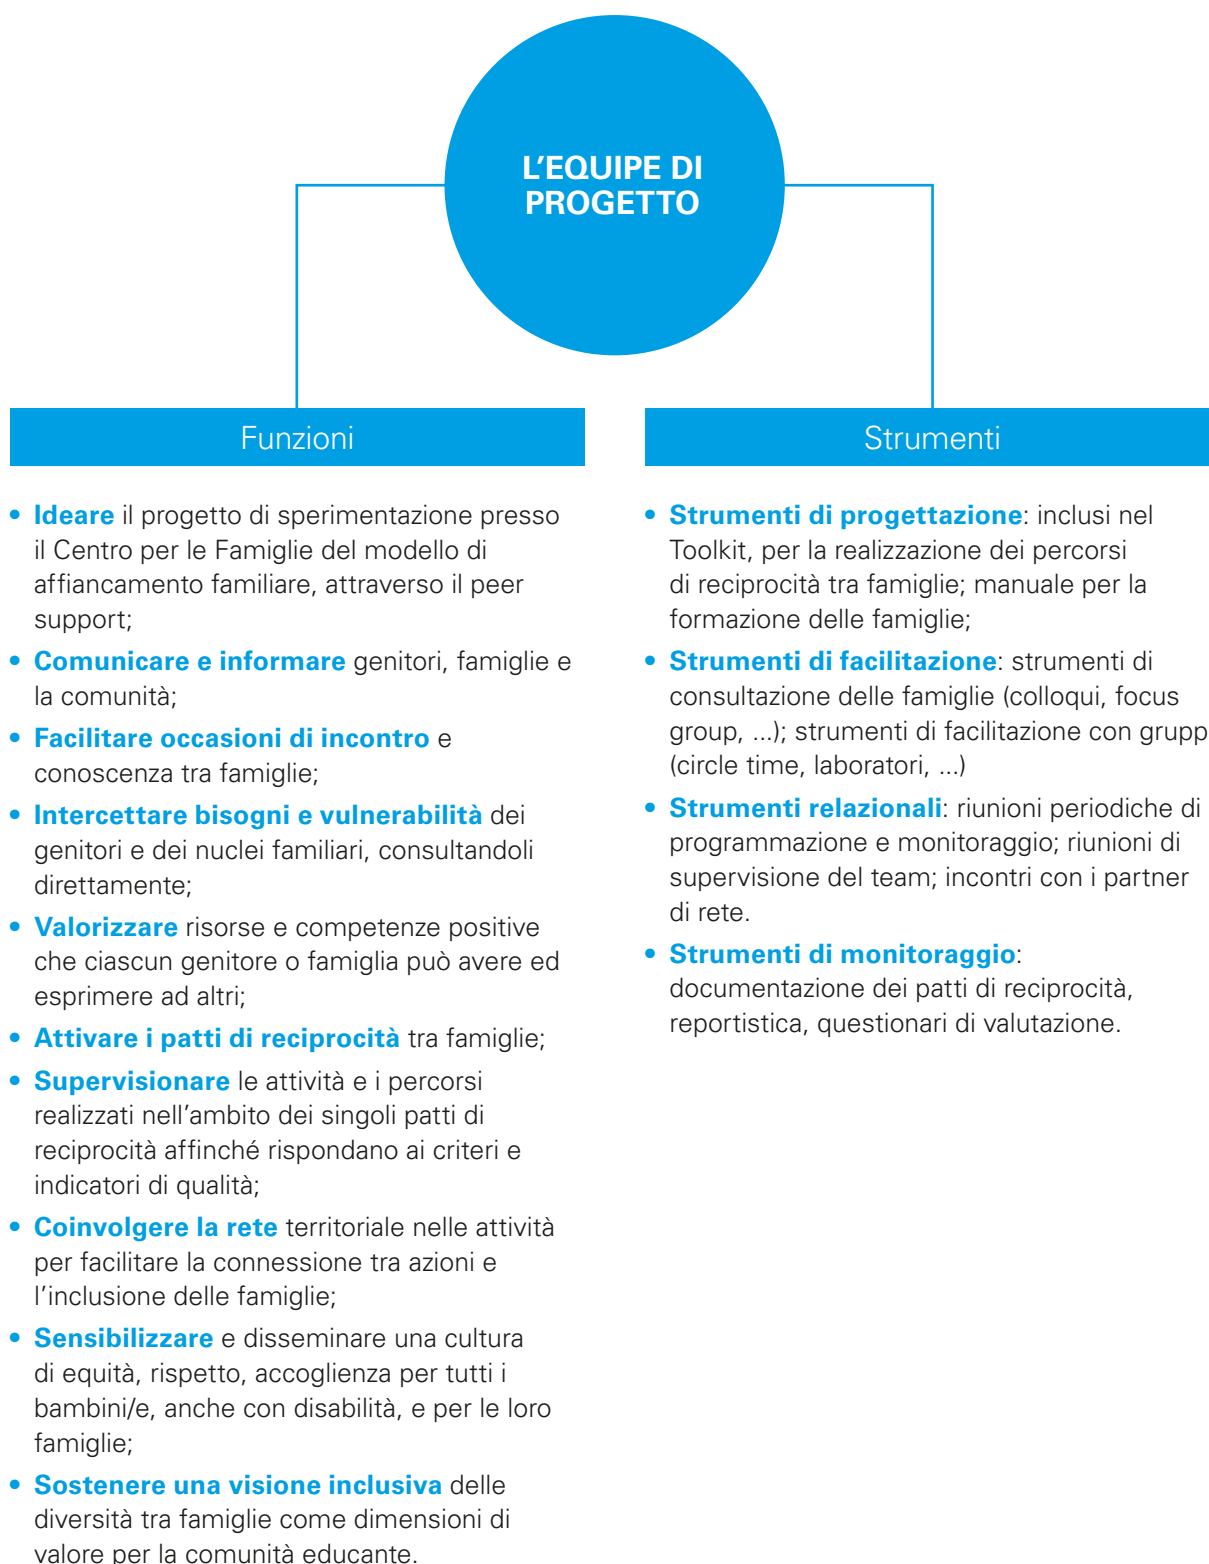 L’EQUIPE DI
PROGETTO
Funzioni
• Ideare il progetto di sperimentazione presso
il Centro per le Famiglie del modello di
affiancamento familiare, attraverso il peer
support;
• Comunicare e informare genitori, famiglie e
la comunità;
• Facilitare occasioni di incontro e
conoscenza tra famiglie;
• Intercettare bisogni e vulnerabilità dei
genitori e dei nuclei familiari, consultandoli
direttamente;
• Valorizzare risorse e competenze positive
che ciascun genitore o famiglia può avere ed
esprimere ad altri;
• Attivare i patti di reciprocità tra famiglie;
• Supervisionare le attività e i percorsi
realizzati nell’ambito dei singoli patti di
reciprocità affinché rispondano ai criteri e
indicatori di qualità;
• Coinvolgere la rete territoriale nelle attività
per facilitare la connessione tra azioni e
l’inclusione delle famiglie;
• Sensibilizzare e disseminare una cultura
di equità, rispetto, accoglienza per tutti i
bambini/e, anche con disabilità, e per le loro
famiglie;
• Sostenere una visione inclusiva delle
diversità tra famiglie come dimensioni di
valore per la comunità educante.
Strumenti
• Strumenti di progettazione: inclusi nel
Toolkit, per la realizzazione dei percorsi
di reciprocità tra famiglie; manuale per la
formazione delle famiglie;
• Strumenti di facilitazione: strumenti di
consultazione delle famiglie (colloqui, focus
group, ...); strumenti di facilitazione con grupp
(circle time, laboratori, ...)
• Strumenti relazionali: riunioni periodiche di
programmazione e monitoraggio; riunioni di
supervisione del team; incontri con i partner
di rete.
• Strumenti di monitoraggio:
documentazione dei patti di reciprocità,
reportistica, questionari di valutazione.